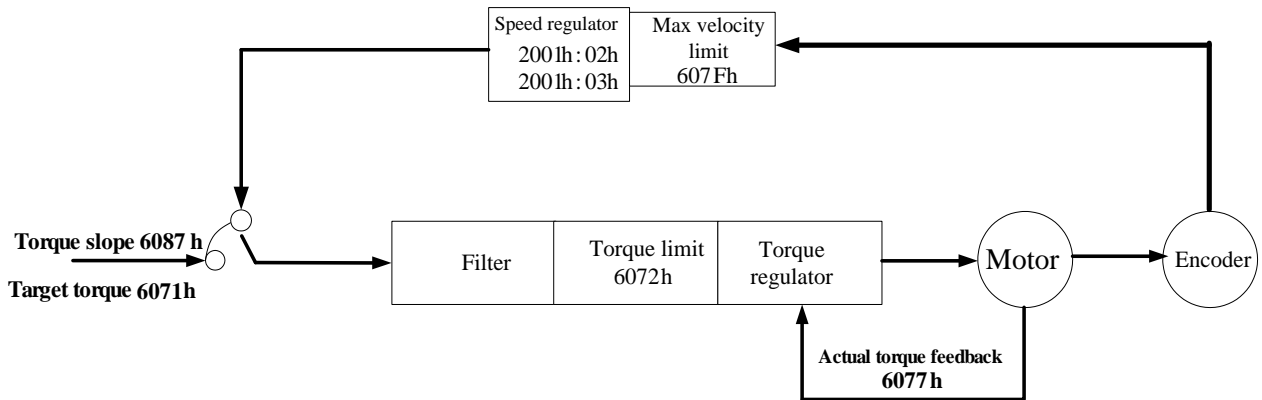 Speed regulator
2001h:02h
2001h:03h
Max velocity
limit
607Fh
Torque slope 6087h
Target torque 6071h
Filter
Torque limit
6072h
Torque
regulator
Motor
Encoder
Actual torque feedback
6077h